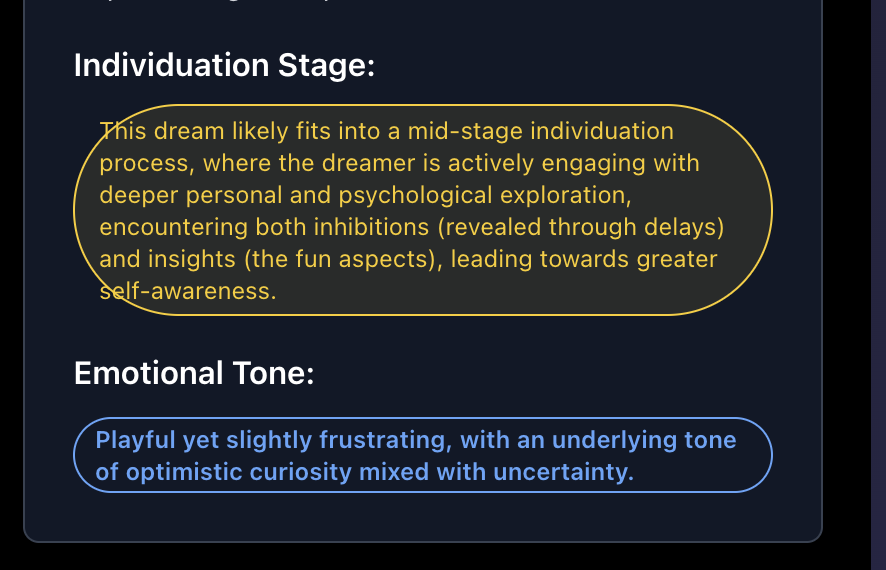 Individuation Stage:
This dream likely fits into a mid-stage individuation
process, where the dreamer is actively engaging with
deeper personal and psychological exploration,
encountering both inhibitions (revealed through delays)
and insights (the fun aspects), leading towards greater
self-awareness.
Emotional Tone:
Playful yet slightly frustrating, with an underlying tone
of optimistic curiosity mixed with uncertainty.